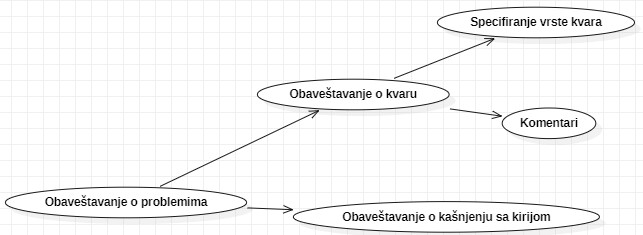 Specifiranje vrste kvara
Obaveštavanje o kvaru
Komentari
Obaveštavanje o problemima
Obaveštavanje o kašnjenju sa kirijom